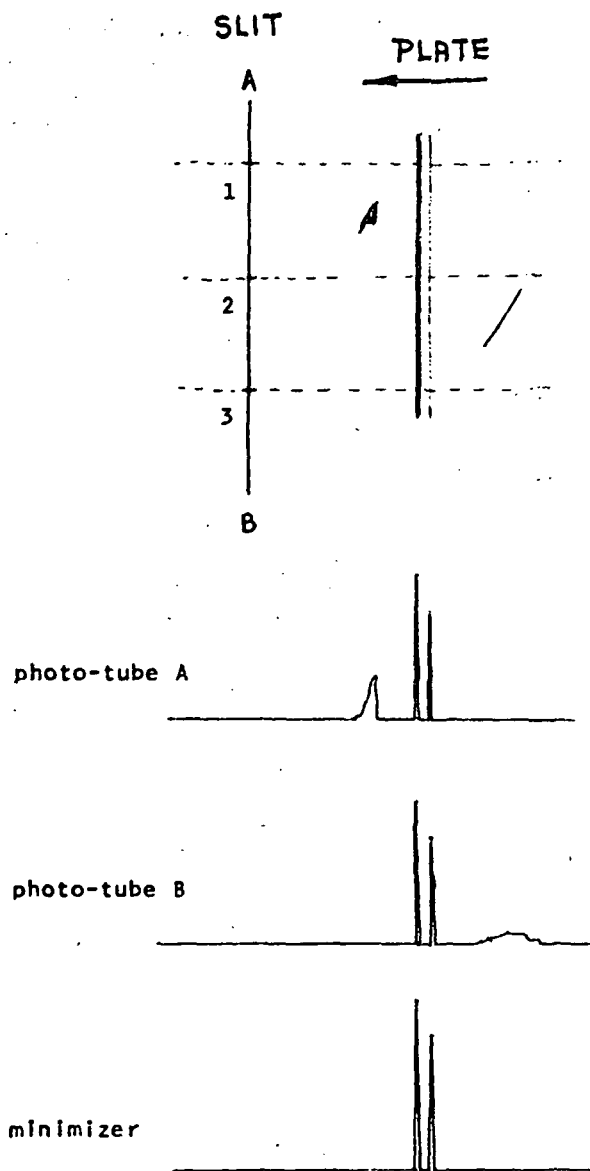 SLIT
PLATE
A
1
2
3
B
photo-tube A
photo-tube B
minimizer